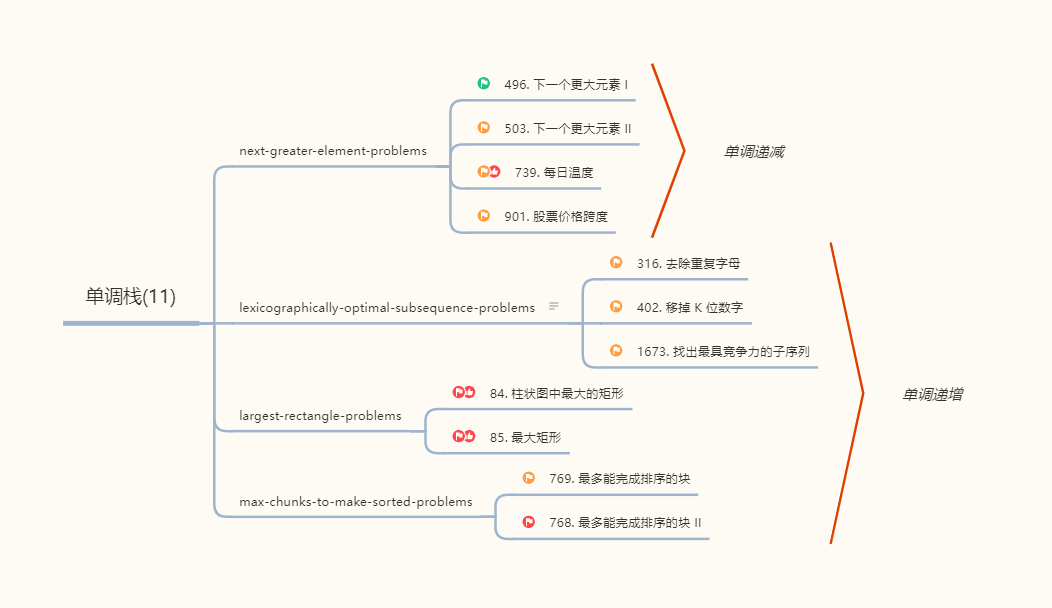 单调栈(11)
next-greater-element-problems
496. 下一个更大元素 I
503. 下一个更大元素 II
739. 每日温度
901. 股票价格跨度
单调递减
lexicographically-optimal-subsequence-problems
316. 去除重复字母
402. 移掉 K 位数字
1673. 找出最具竞争力的子序列
largest-rectangle-problems
84. 柱状图中最大的矩形
85. 最大矩形
max-chunks-to-make-sorted-problems
769. 最多能完成排序的块
768. 最多能完成排序的块 II
单调递增